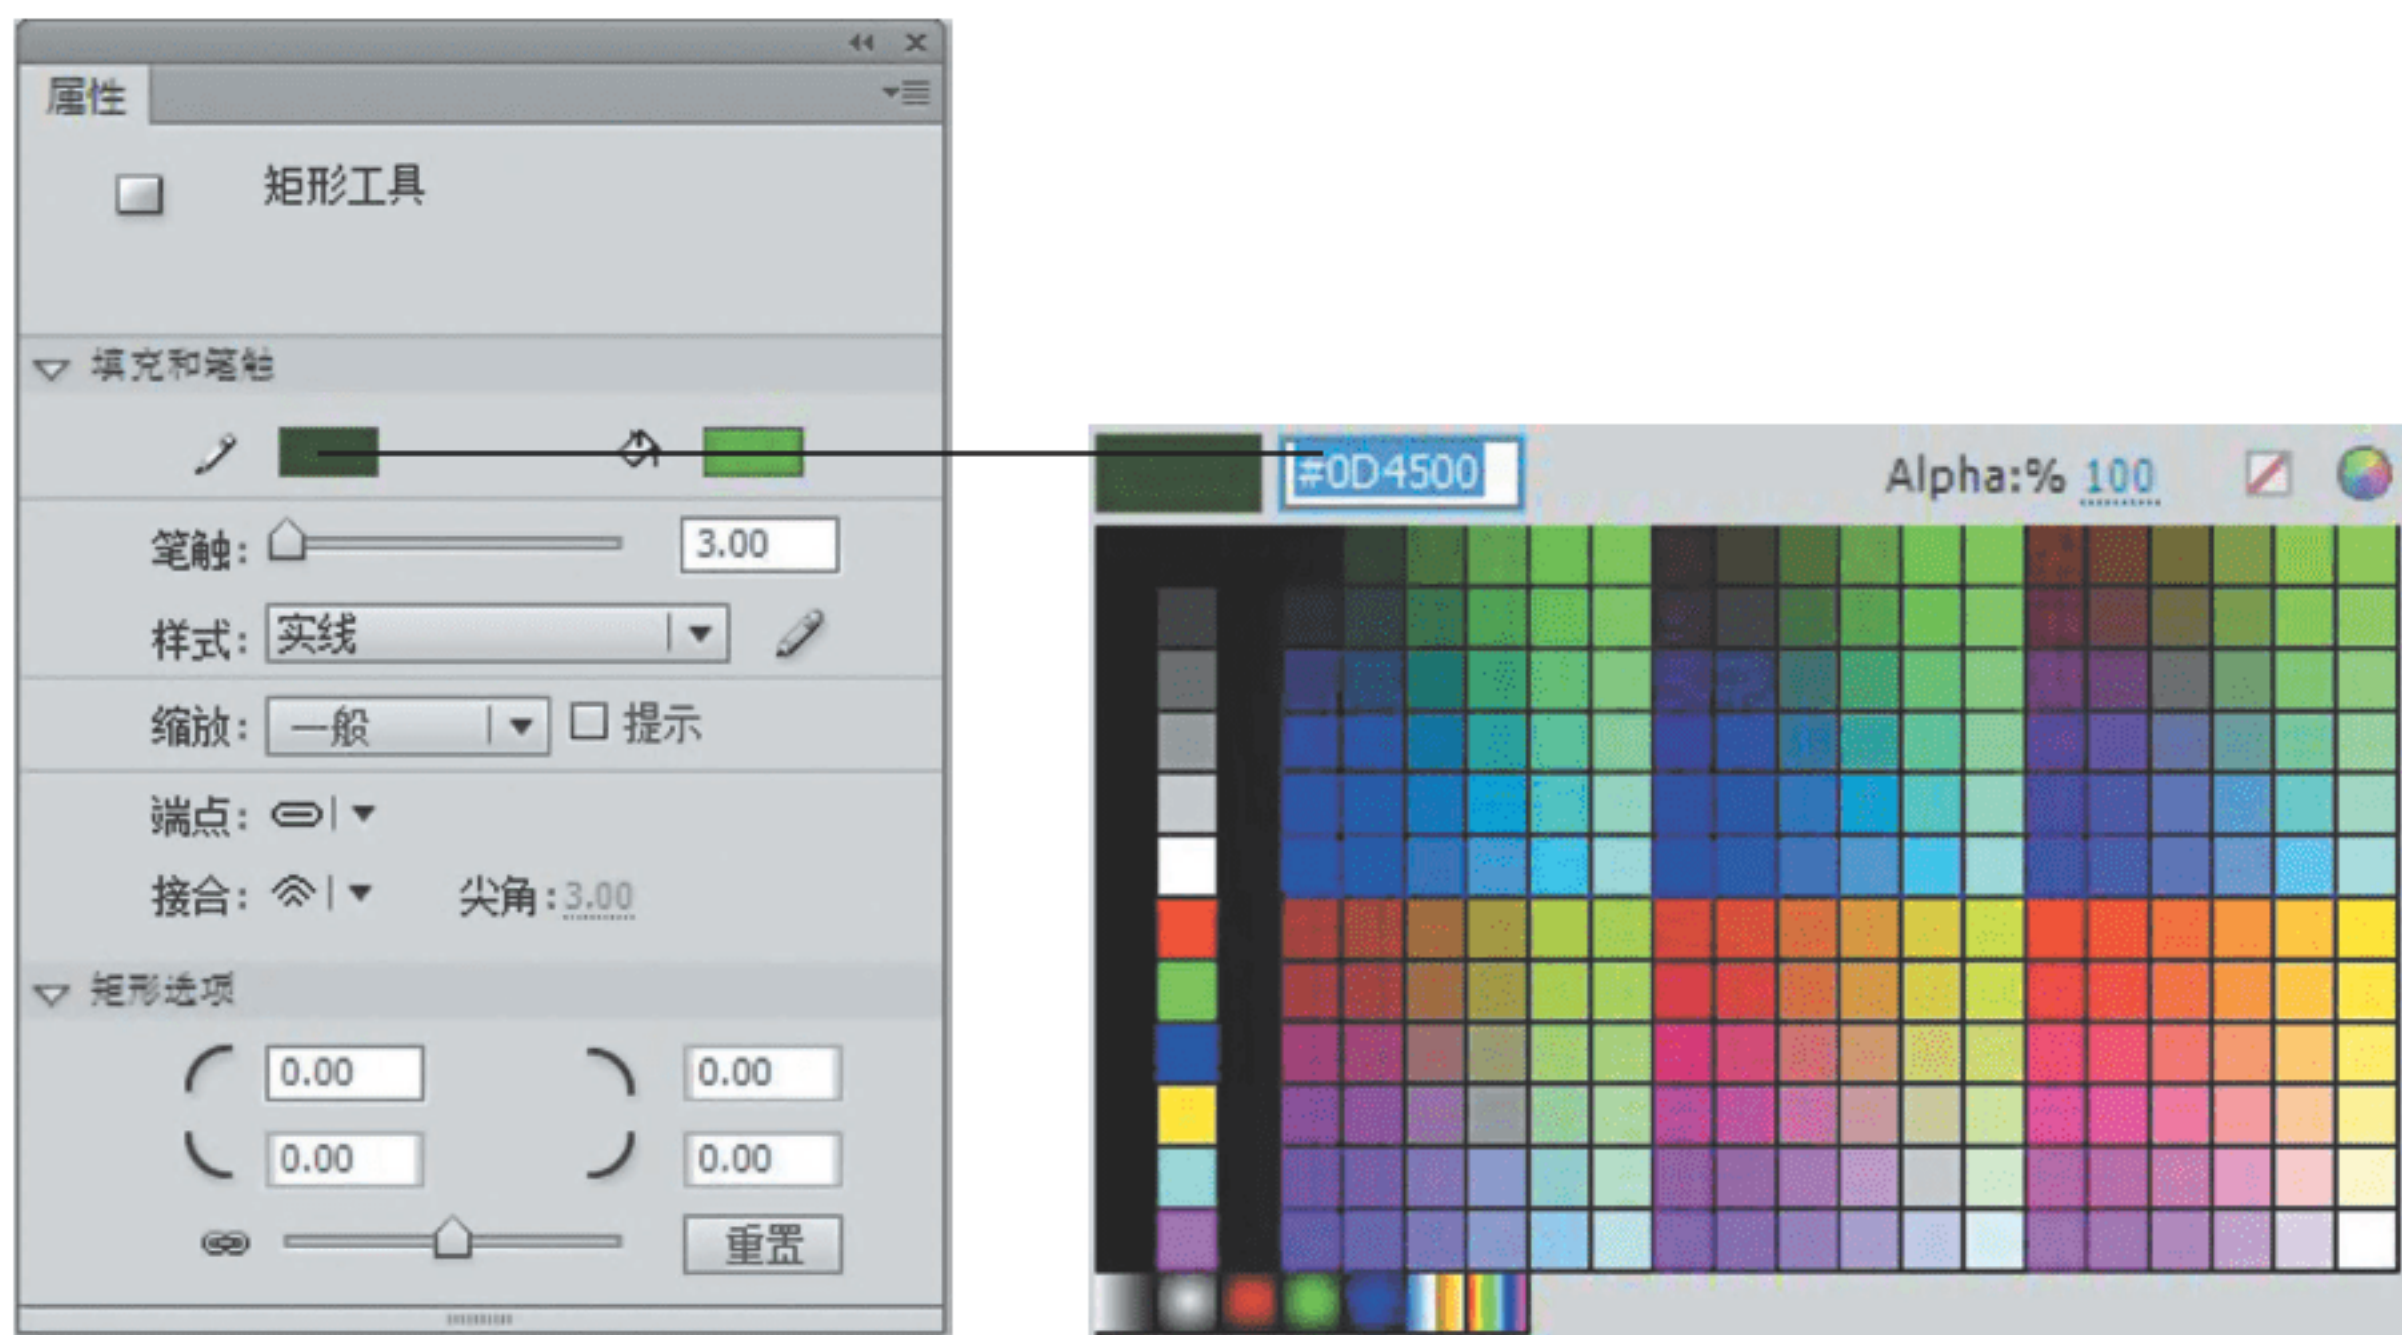 属性
矩形工具
填充和笔触
笔触: 3.00
样式: 实线
缩放: 一般 提示
端点:
接合: 尖角:3.00
矩形选项
0.00 0.00
0.00 0.00
重置
#0D4500 Alpha:% 100